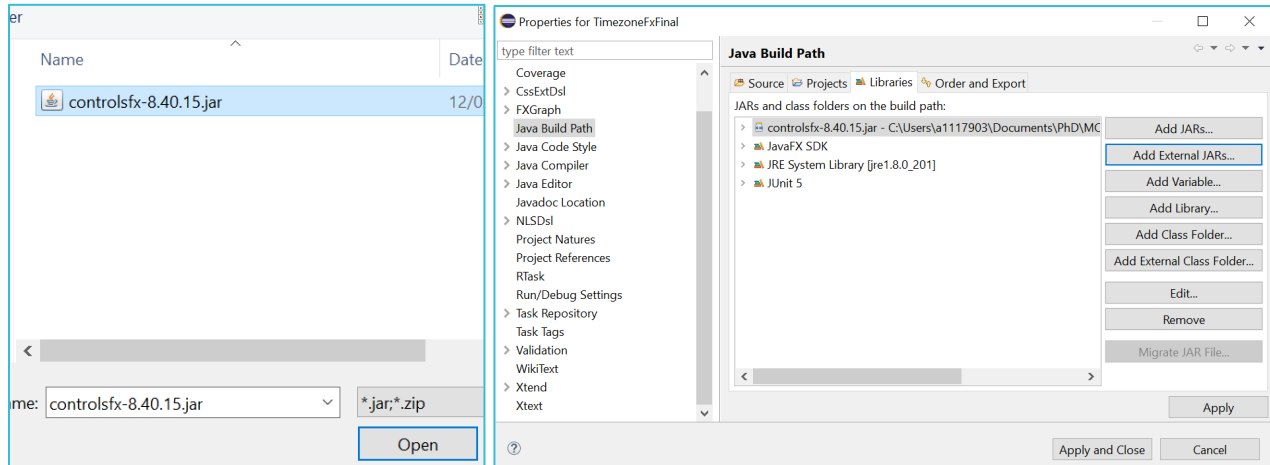 er
Name
Date
controlsfx-8.40.15.jar
12/0
me:
controlsfx-8.40.15.jar
*.jar;*.zip
Open
Properties for TimezoneFxFinal
type filter text
Coverage
CssExtDsl
FXGraph
Java Build Path
Java Code Style
Java Compiler
Java Editor
Javadoc Location
NLSDsl
Project Natures
Project References
RTask
Run/Debug Settings
Task Repository
Task Tags
Validation
WikiText
Xtend
Xtext
Java Build Path
Source Projects Libraries Order and Export
JARs and class folders on the build path:
controlsfx-8.40.15.jar - C:\Users\a1117903\Documents\PhD\MC
JavaFX SDK
JRE System Library [jre1.8.0_201]
JUnit 5
Add JARs...
Add External JARs...
Add Variable...
Add Library...
Add Class Folder...
Add External Class Folder...
Edit...
Remove
Migrate JAR File...
Apply
Apply and Close
Cancel